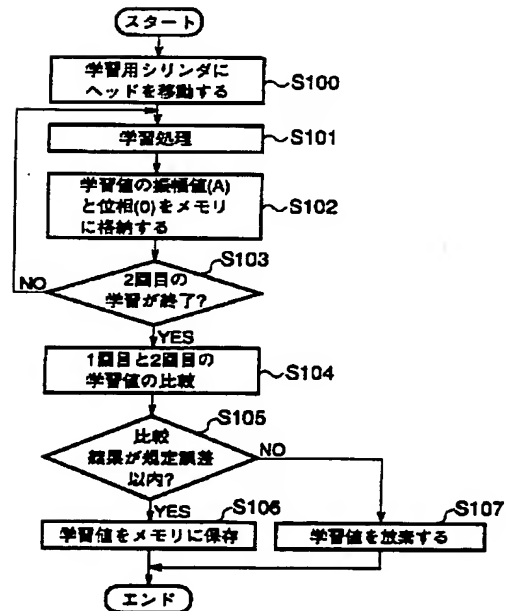 スタート
学習用シリンダに
ヘッドを移動する
S100
学習処理
S101
学習値の振幅値(A)
と位相(0)をメモリ
に格納する
S102
S103
2回目の
学習が終了?
NO
YES
1回目と2回目の
学習値の比較
S104
S105
比較
結果が規定誤差
以内?
NO
YES
S106
学習値をメモリに保存
S107
学習値を放棄する
エンド